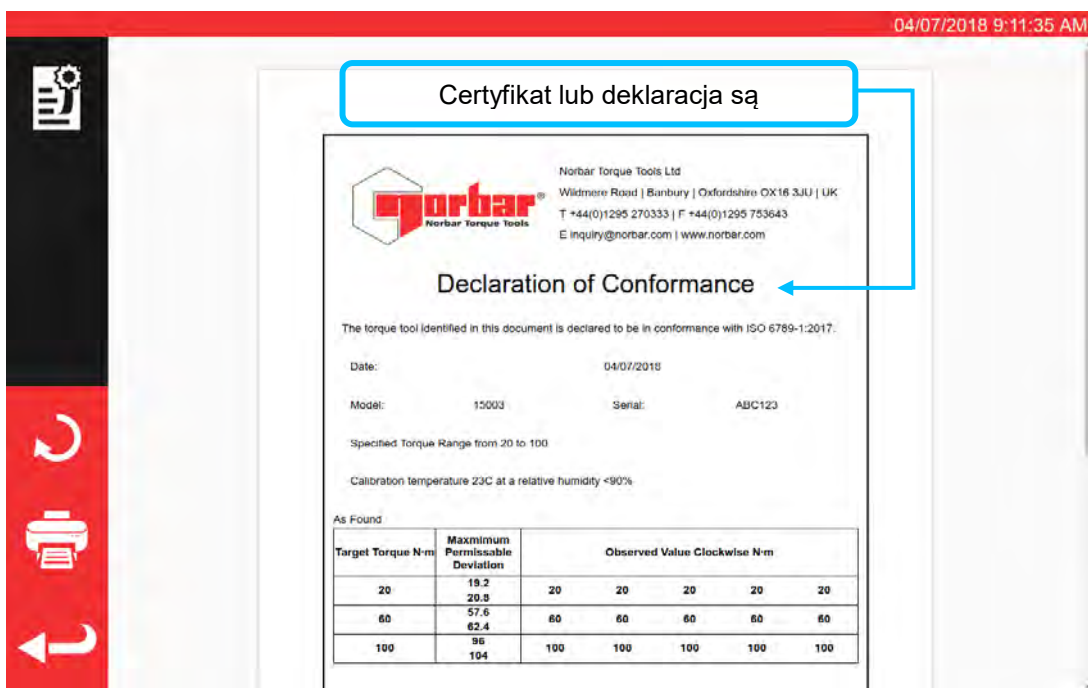 04/07/2018 9:11:35 AM
Certyfikat lub deklaracja są
norbar®
Norbar Torque Tools
Norbar Torque Tools Ltd
Wildmere Road | Banbury | Oxfordshire OX16 3JU | UK
T +44(0)1295 270333 | F +44(0)1295 753643
E inquiry@norbar.com | www.norbar.com
Declaration of Conformance
The torque tool identified in this document is declared to be in conformance with ISO 6789-1:2017.
Date: 04/07/2018
Model: 15003 Serial: ABC123
Specified Torque Range from 20 to 100
Calibration temperature 23C at a relative humidity <90%
As Found
Target Torque N·m Maxmimum Permissable Deviation Observed Value Clockwise N·m
20 19.2 20.8 20 20 20 20 20
60 57.6 62.4 60 60 60 60 60
100 96 104 100 100 100 100 100